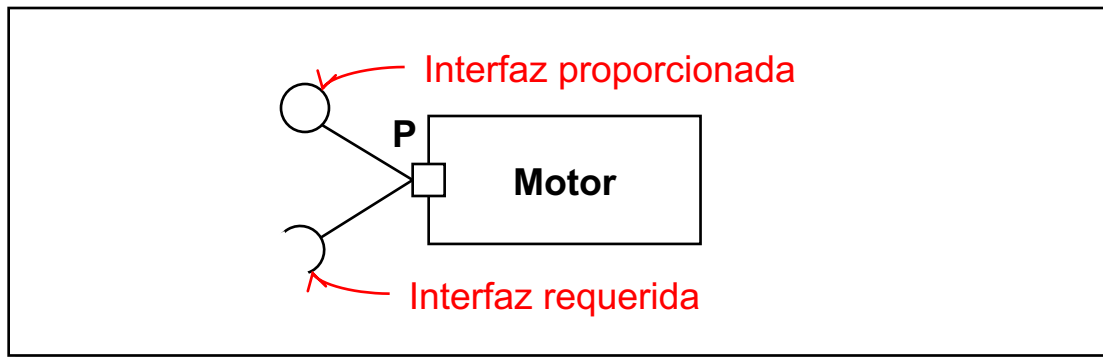 Interfaz proporcionada
P
Motor
Interfaz requerida